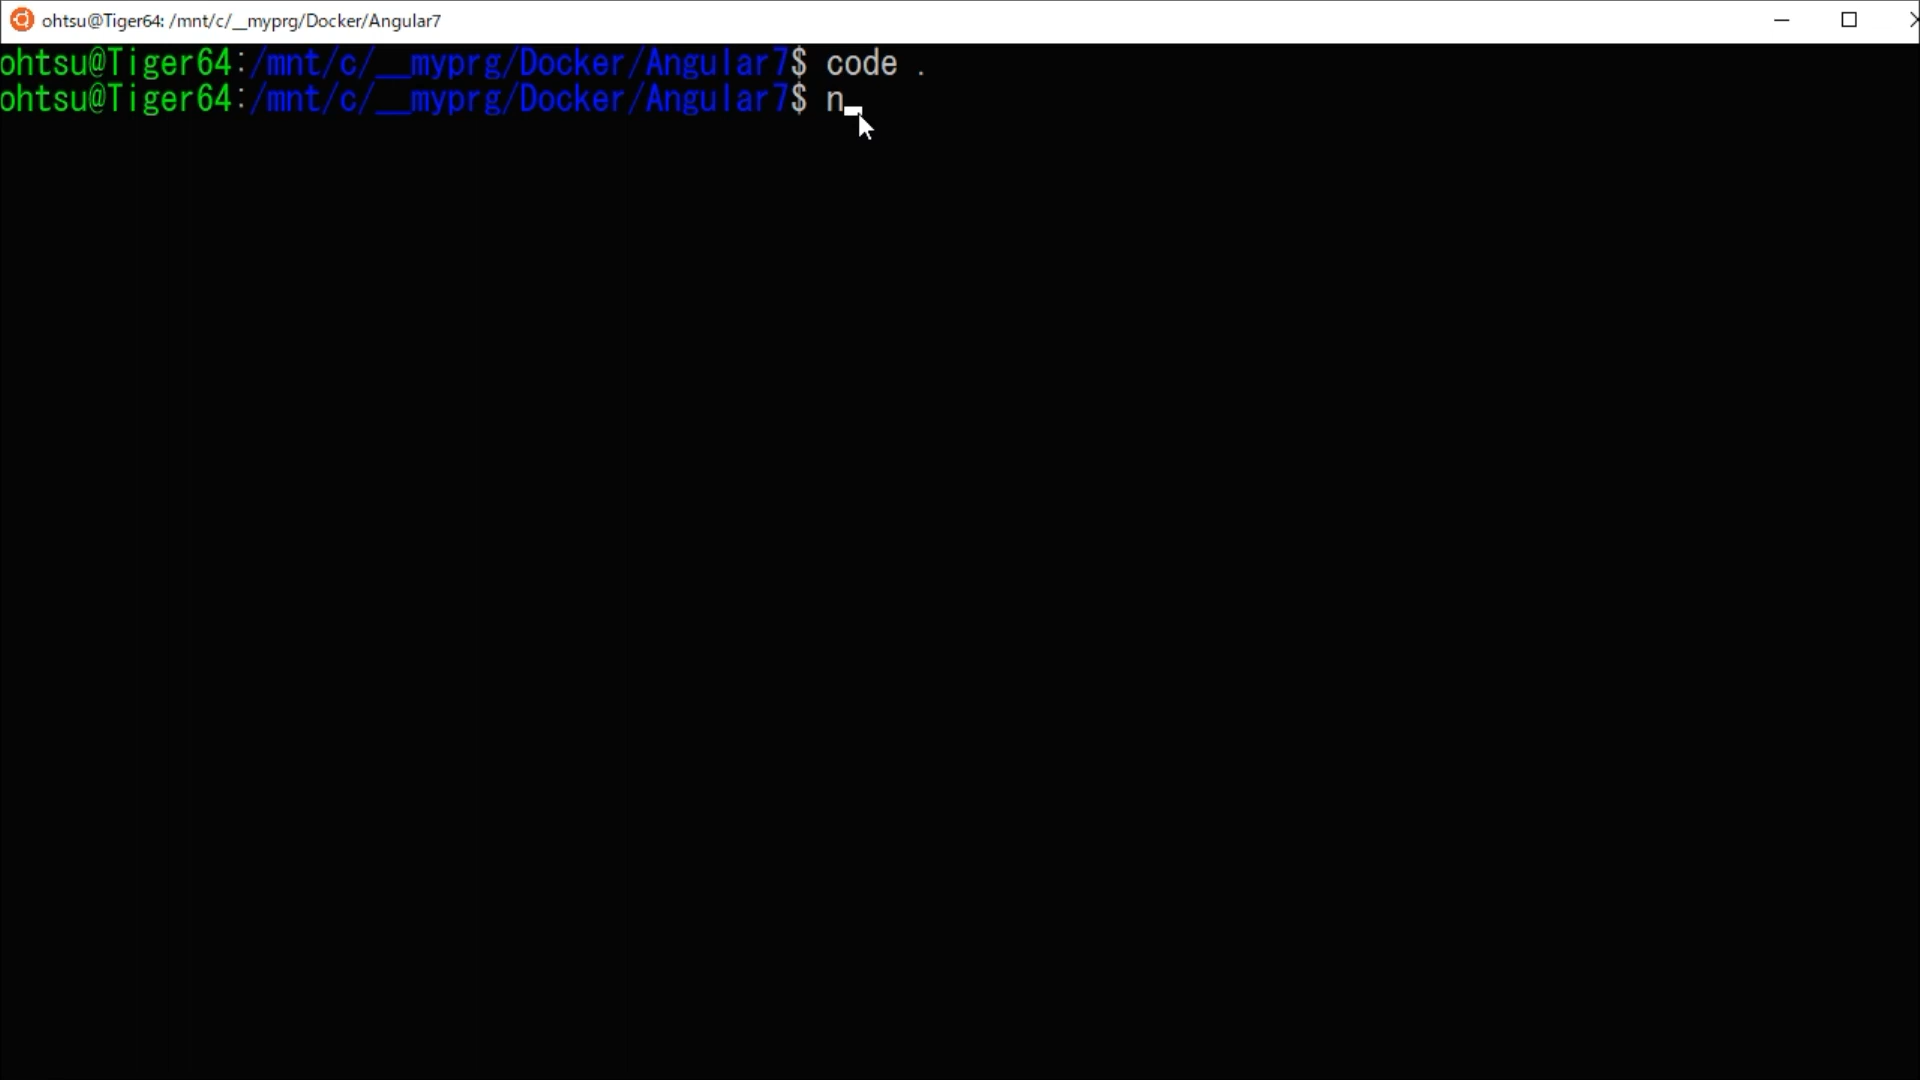 ohtsu@Tiger64: /mnt/c/__myprg/Docker/Angular7
ohtsu@Tiger64:/mnt/c/__myprg/Docker/Angular7$ code .
ohtsu@Tiger64:/mnt/c/__myprg/Docker/Angular7$ n